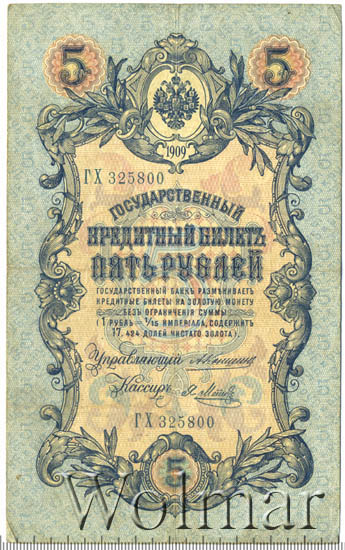 5 5
1909
ГХ 325800
ГОСУДАРСТВЕННЫЙ
КРЕДИТНЫЙ БИЛЕТЪ
ПЯТЬ РУБЛЕЙ
ГОСУДАРСТВЕННЫЙ БАНКЪ РАЗМѢНИВАЕТЪ
КРЕДИТНЫЕ БИЛЕТЫ НА ЗОЛОТУЮ МОНЕТУ
БЕЗЪ ОГРАНИЧЕНІЯ СУММЫ
(1 РУБЛЬ = 1/15 ИМПЕРІАЛА, СОДЕРЖИТЪ
17,424 ДОЛЕЙ ЧИСТАГО ЗОЛОТА).
Управляющій
Кассиръ
ГХ 325800
5
Wolmar